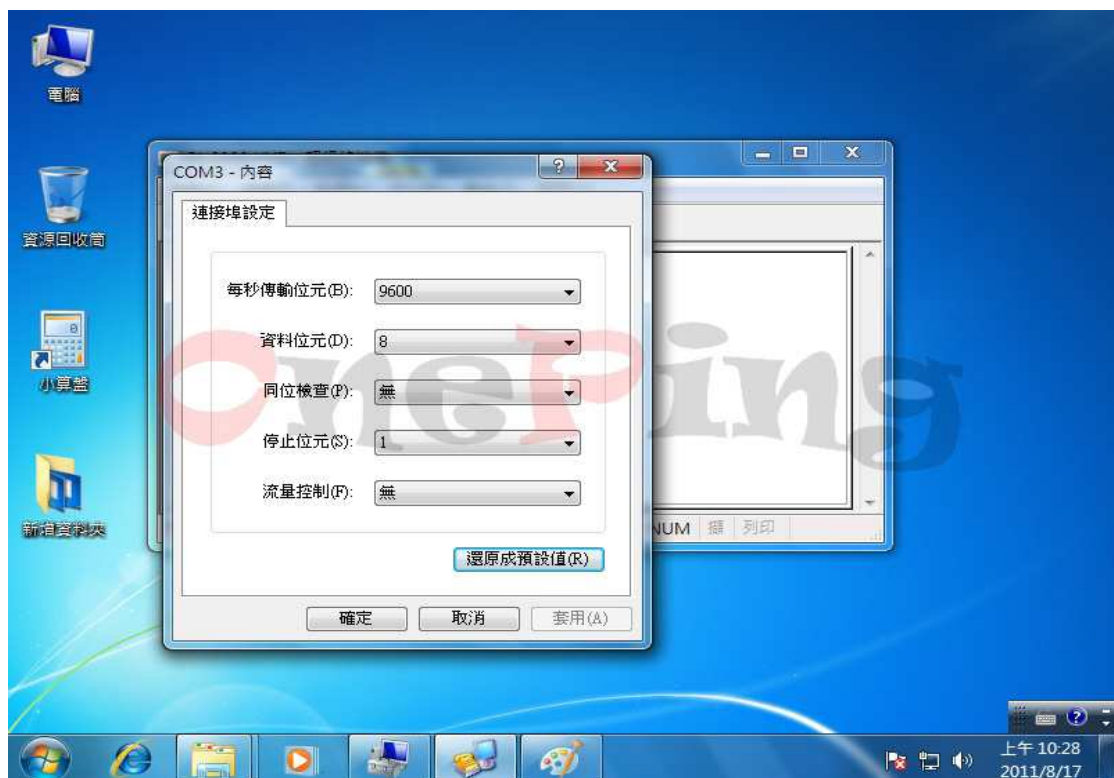 電腦
資源回收筒
小算盤
新增資料夾
COM3 - 內容
連接埠設定
每秒傳輸位元(B):
9600
資料位元(D):
8
同位檢查(P):
無
停止位元(S):
1
流量控制(F):
無
還原成預設值(R)
確定
取消
套用(A)
NUM
擷
列印
OnePing
上午 10:28
2011/8/17